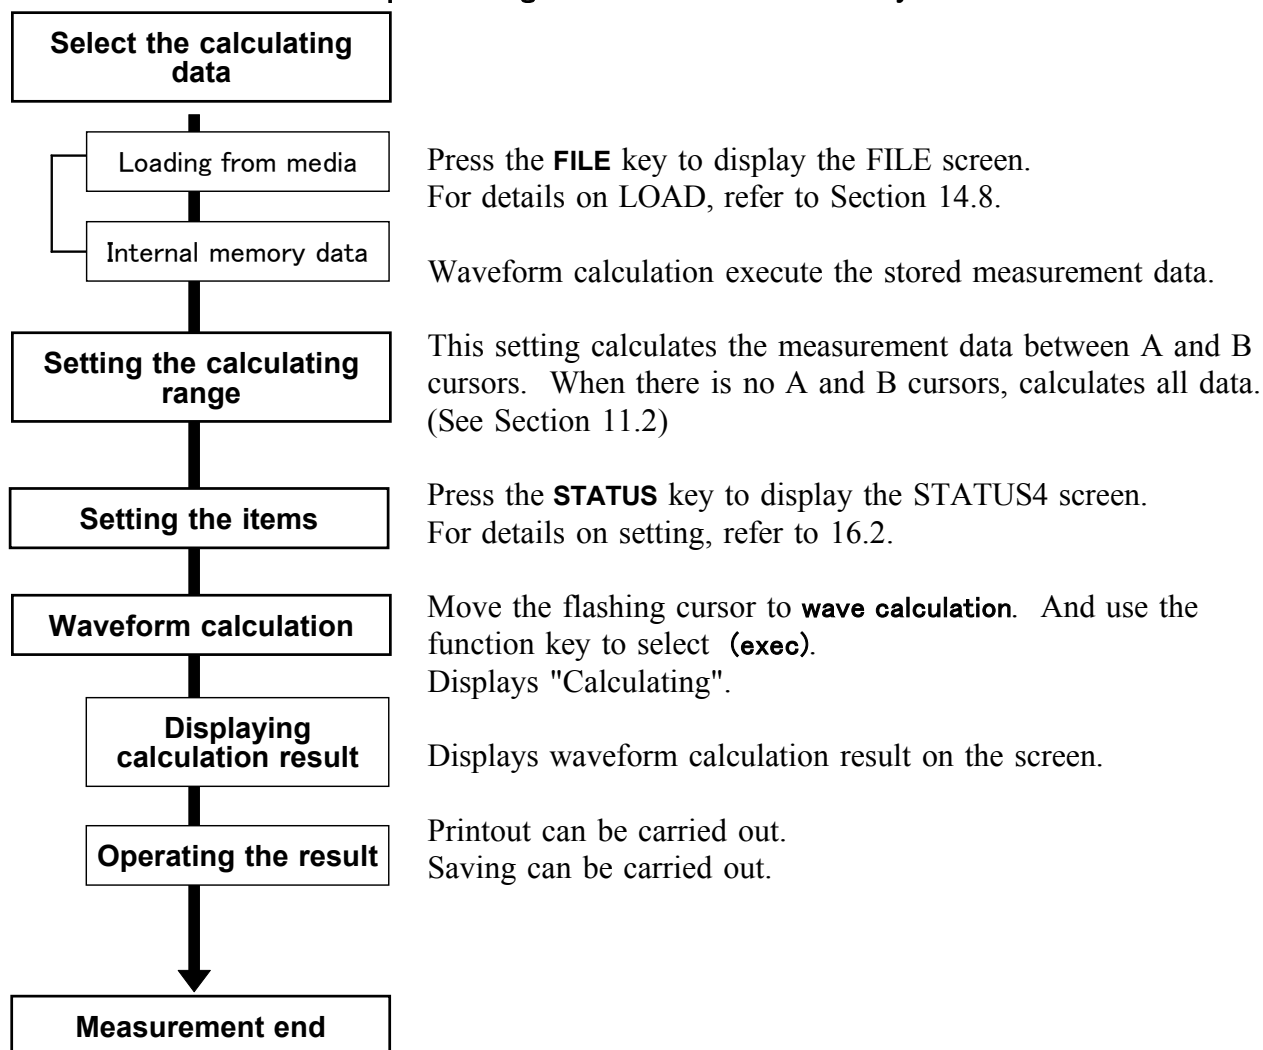 Select the calculating
data
Loading from media
Press the FILE key to display the FILE screen.
For details on LOAD, refer to Section 14.8.
Internal memory data
Waveform calculation execute the stored measurement data.
Setting the calculating
range
This setting calculates the measurement data between A and B
cursors. When there is no A and B cursors, calculates all data.
(See Section 11.2)
Setting the items
Press the STATUS key to display the STATUS4 screen.
For details on setting, refer to 16.2.
Waveform calculation
Move the flashing cursor to wave calculation. And use the
function key to select (exec).
Displays "Calculating".
Displaying
calculation result
Displays waveform calculation result on the screen.
Operating the result
Printout can be carried out.
Saving can be carried out.
Measurement end